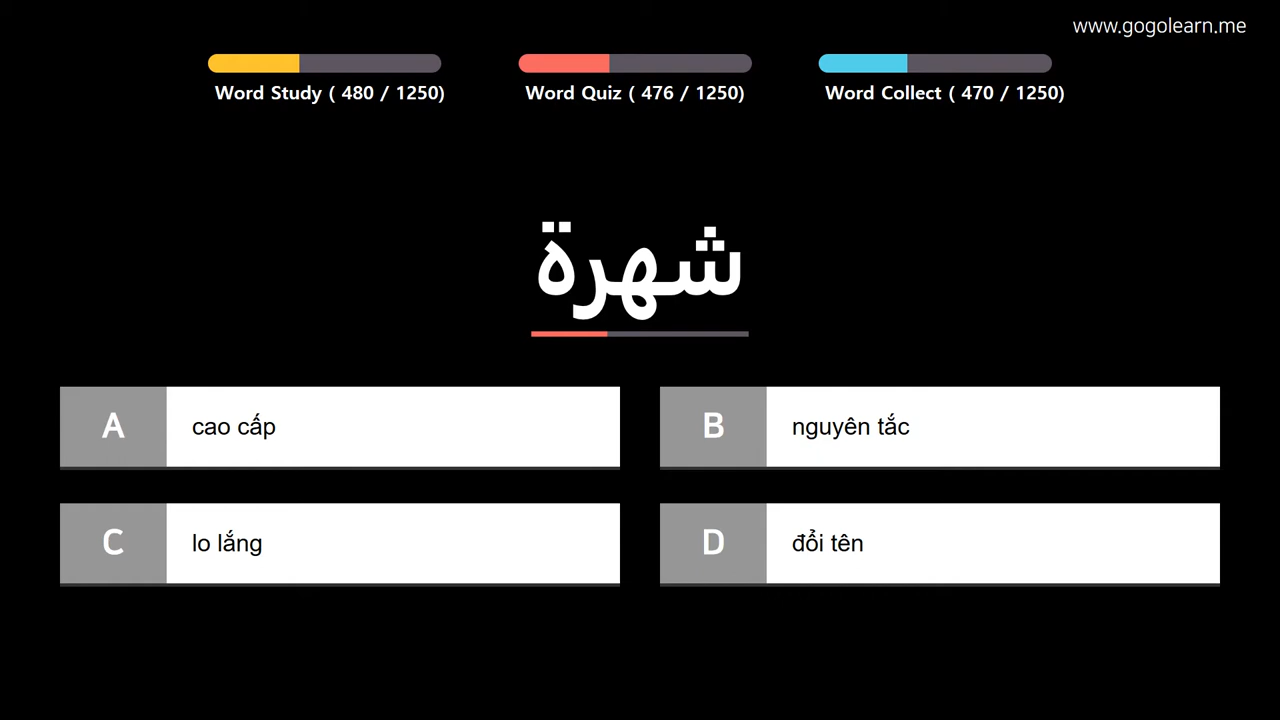 www.gogolearn.me
Word Study ( 480 / 1250)
Word Quiz ( 476 / 1250)
Word Collect ( 470 / 1250)
شهرة
A cao cấp
B nguyên tắc
C lo lắng
D đổi tên